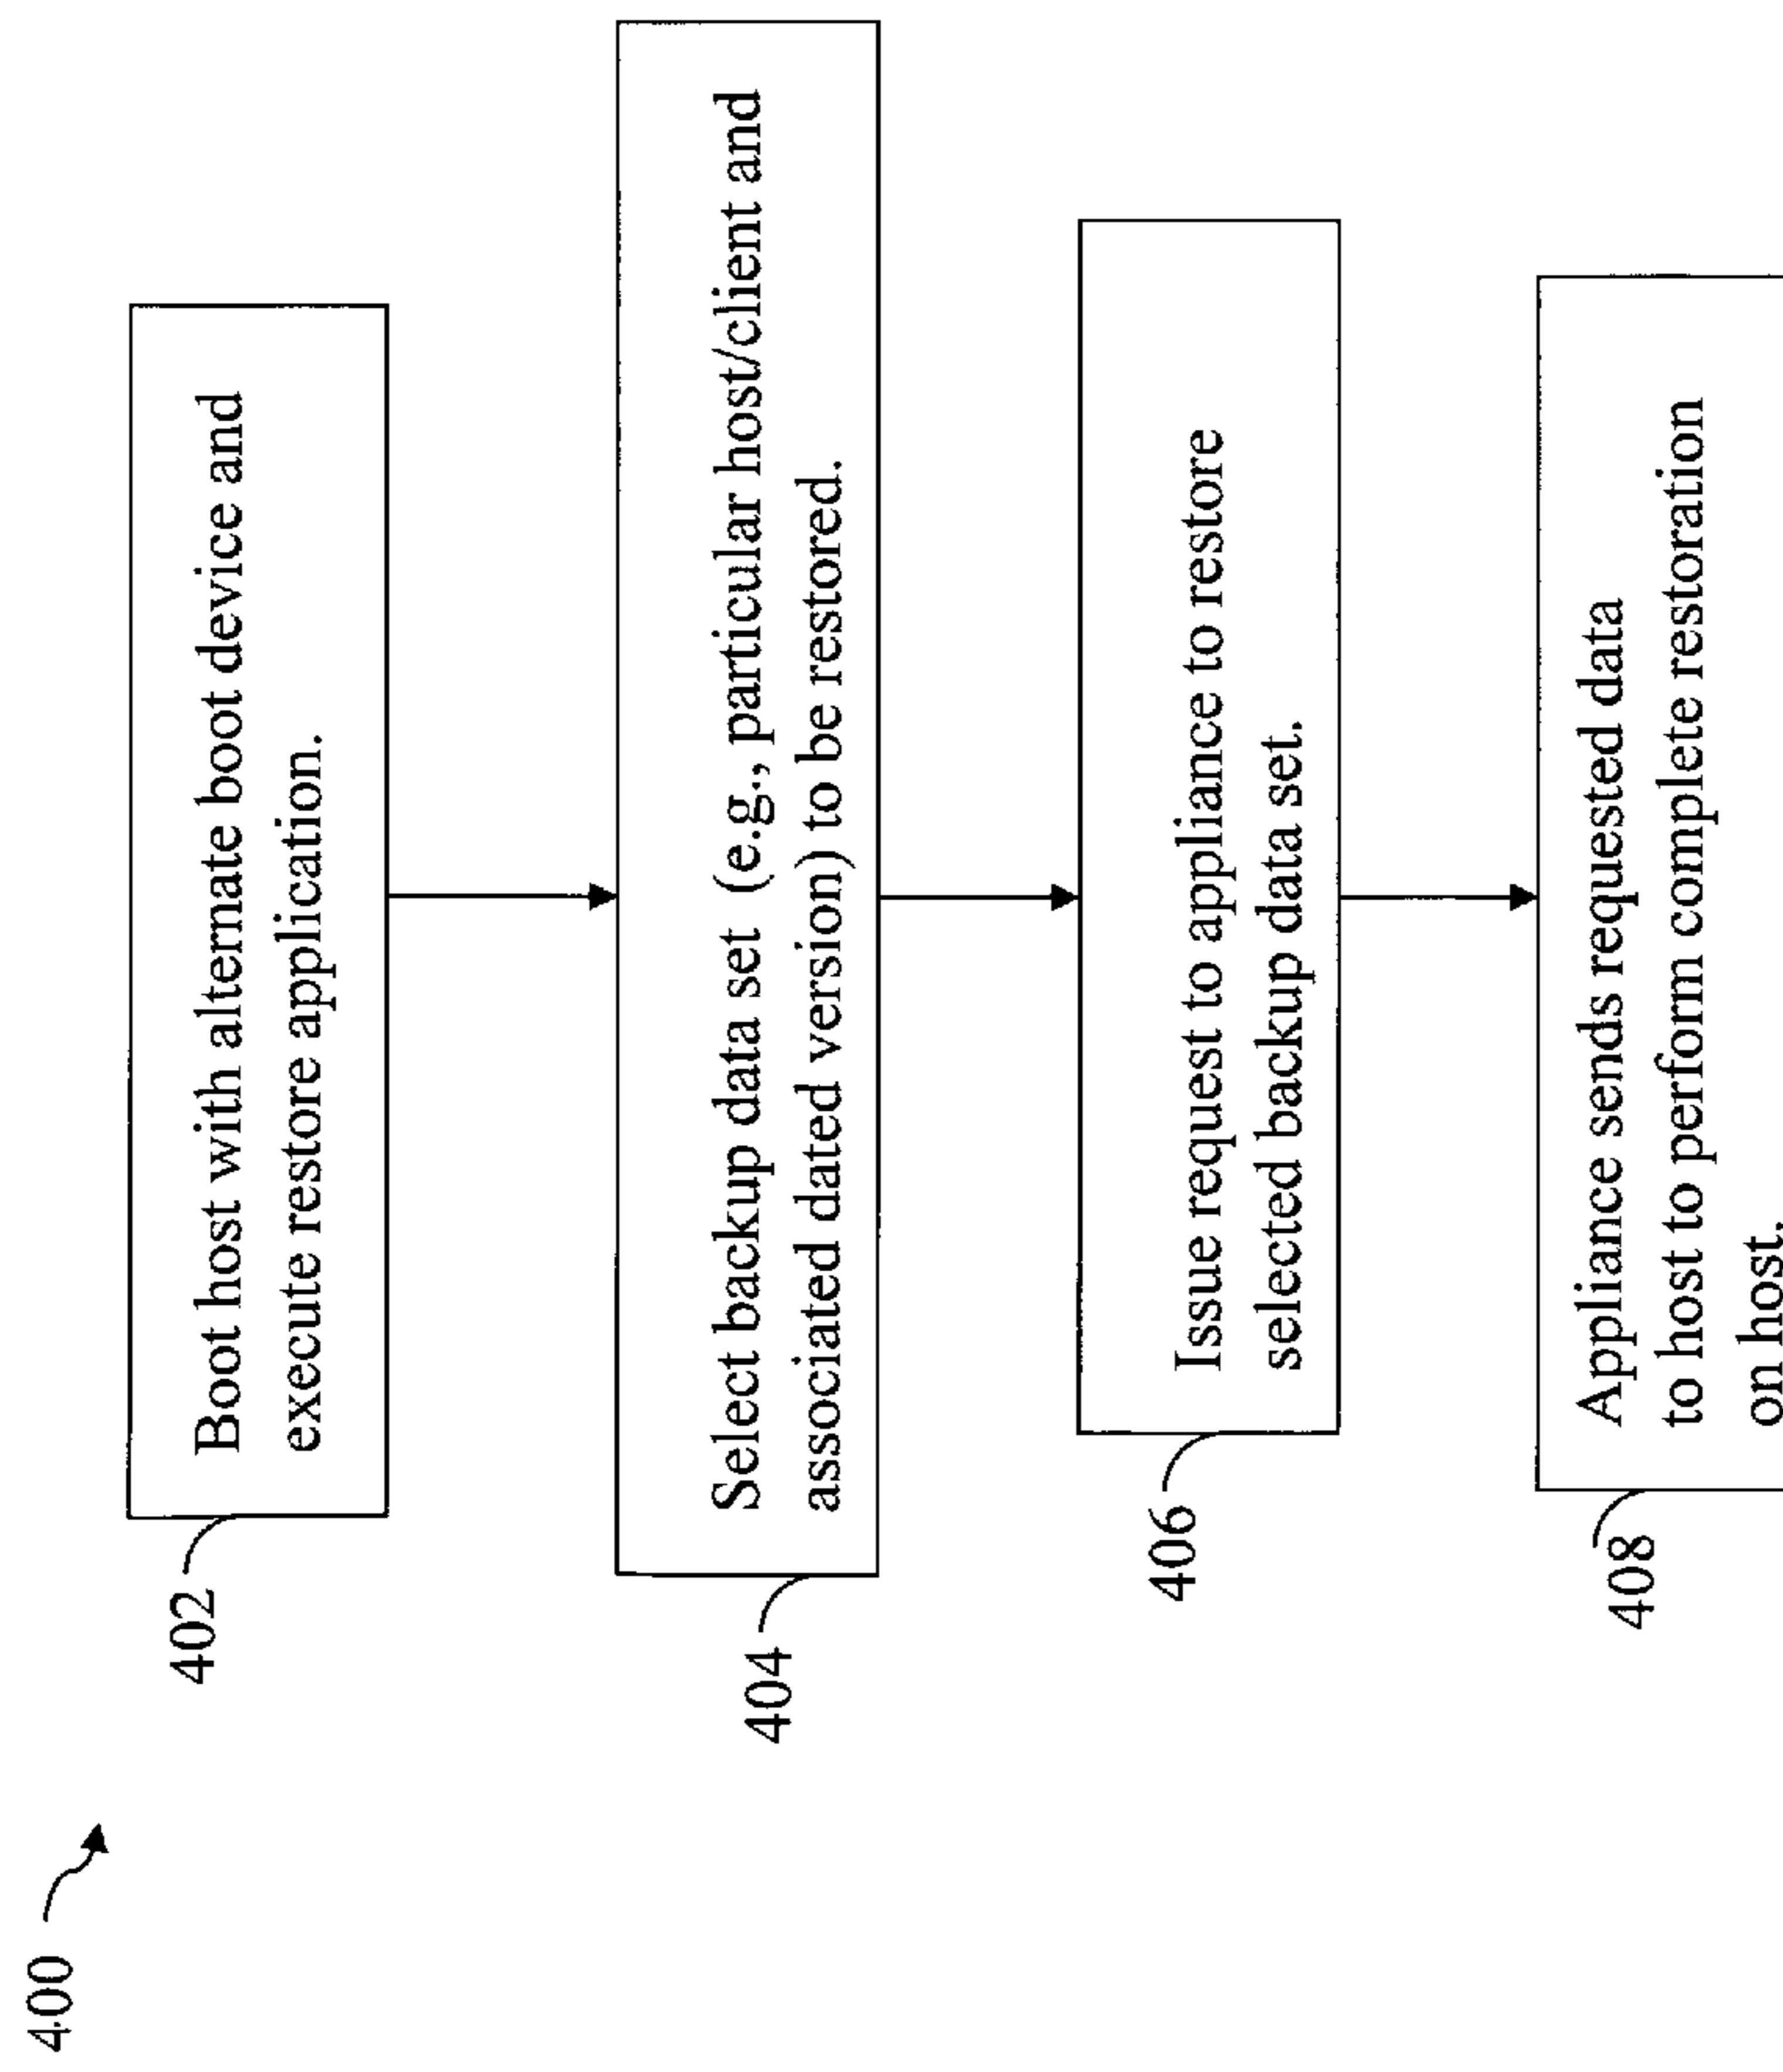 400
402
Boot host with alternate boot device and
execute restore application.
404
Select backup data set (e.g., particular host/client and
associated dated version) to be restored.
406
Issue request to appliance to restore
selected backup data set.
408
Appliance sends requested data
to host to perform complete restoration
on host.